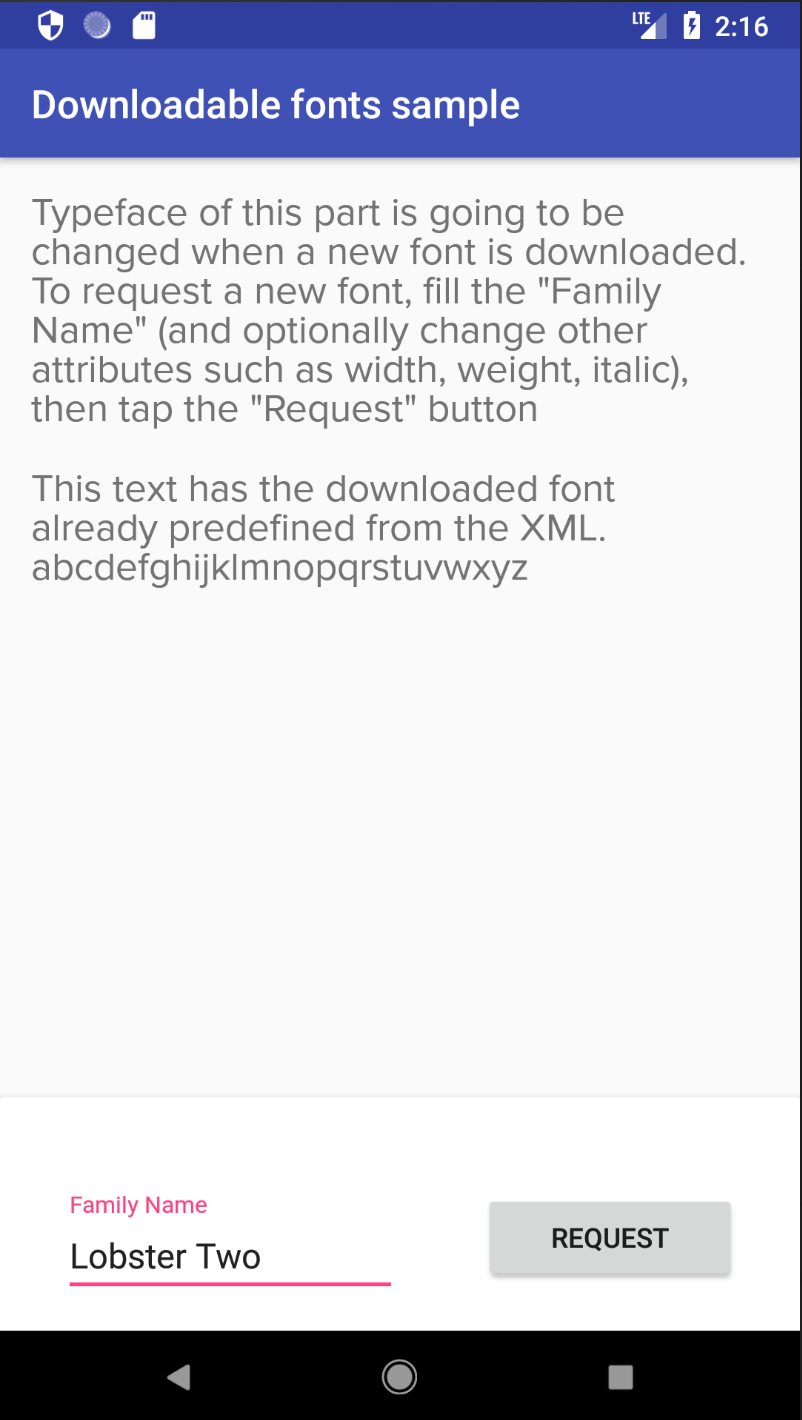 LTE 2:16
Downloadable fonts sample
Typeface of this part is going to be
changed when a new font is downloaded.
To request a new font, fill the "Family
Name" (and optionally change other
attributes such as width, weight, italic),
then tap the "Request" button
This text has the downloaded font
already predefined from the XML.
abcdefghijklmnopqrstuvwxyz
Family Name
Lobster Two
REQUEST